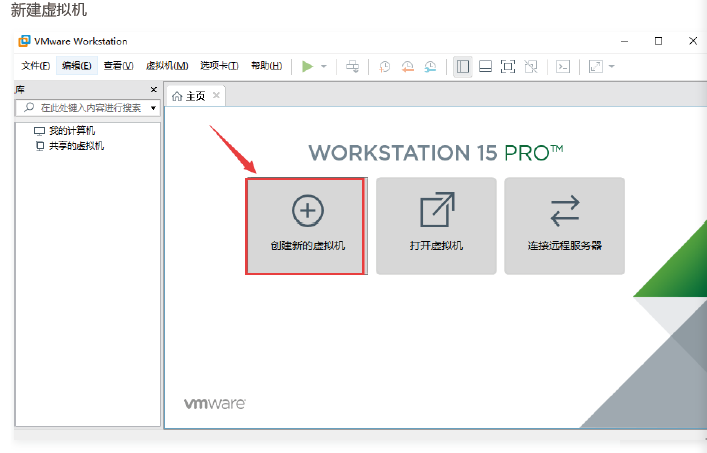 新建虚拟机
VMware Workstation
文件(F) 编辑(E) 查看(V) 虚拟机(M) 选项卡(T) 帮助(H)
库
在此处键入内容进行搜索
我的计算机
共享的虚拟机
主页
WORKSTATION 15 PRO™
创建新的虚拟机
打开虚拟机
连接远程服务器
vmware